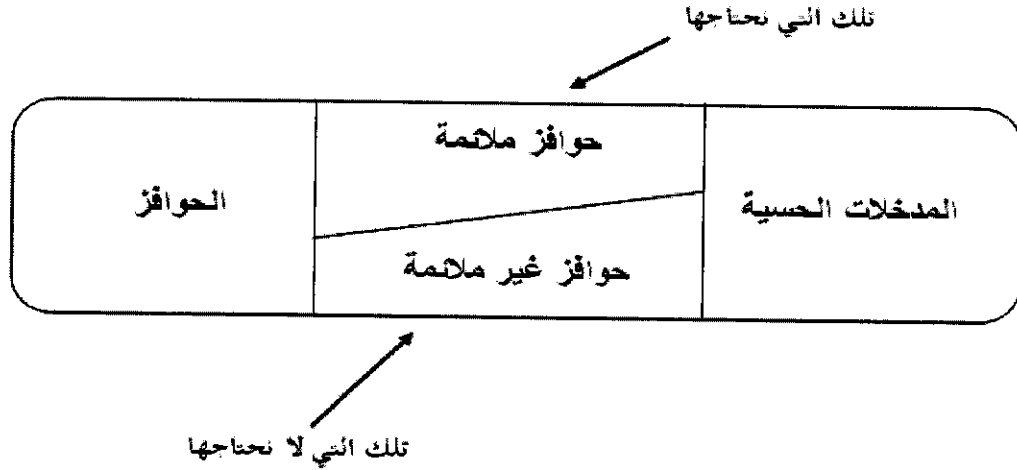 تلك التي نحتاجها
حوافز ملائمة
المدخلات الحسية
الحوافز
حوافز غير ملائمة
تلك التي لا نحتاجها